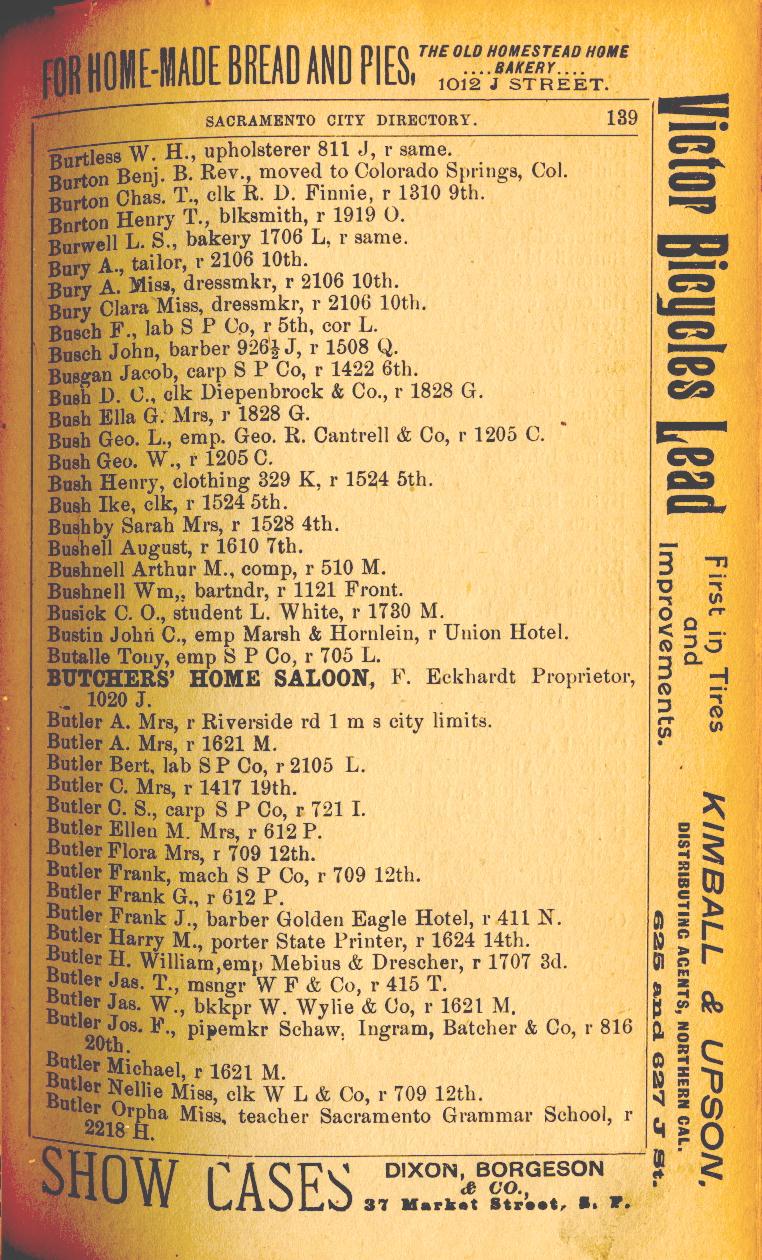 FOR HOME-MADE BREAD AND PIES,
THE OLD HOMESTEAD HOME
....BAKERY....
1012 J STREET.
SACRAMENTO CITY DIRECTORY. 139
Burtless W. H., upholsterer 811 J, r same.
Burton Benj. B. Rev., moved to Colorado Springs, Col.
Burton Chas. T., clk R. D. Finnie, r 1310 9th.
Bnrton Henry T., blksmith, r 1919 O.
Burwell L. S., bakery 1706 L, r same.
Bury A., tailor, r 2106 10th.
Bury A. Miss, dressmkr, r 2106 10th.
Bury Clara Miss, dressmkr, r 2106 10th.
Busch F., lab S P Co, r 5th, cor L.
Busch John, barber 926½ J, r 1508 Q.
Busgan Jacob, carp S P Co, r 1422 6th.
Bush D. C., clk Diepenbrock & Co., r 1828 G.
Bush Ella G. Mrs, r 1828 G.
Bush Geo. L., emp. Geo. R. Cantrell & Co, r 1205 C.
Bush Geo. W., r 1205 C.
Bush Henry, clothing 329 K, r 1524 5th.
Bush Ike, clk, r 1524 5th.
Bushby Sarah Mrs, r 1528 4th.
Bushell August, r 1610 7th.
Bushnell Arthur M., comp, r 510 M.
Bushnell Wm,, bartndr, r 1121 Front.
Busick C. O., student L. White, r 1730 M.
Bustin John C., emp Marsh & Hornlein, r Union Hotel.
Butalle Tony, emp S P Co, r 705 L.
BUTCHERS' HOME SALOON, F. Eckhardt Proprietor,
1020 J.
Butler A. Mrs, r Riverside rd 1 m s city limits.
Butler A. Mrs, r 1621 M.
Butler Bert, lab S P Co, r 2105 L.
Butler C. Mrs, r 1417 19th.
Butler C. S., carp S P Co, r 721 I.
Butler Ellen M. Mrs, r 612 P.
Butler Flora Mrs, r 709 12th.
Butler Frank, mach S P Co, r 709 12th.
Butler Frank G., r 612 P.
Butler Frank J., barber Golden Eagle Hotel, r 411 N.
Butler Harry M., porter State Printer, r 1624 14th.
Butler H. William, emp Mebius & Drescher, r 1707 3d.
Butler Jas. T., msngr W F & Co, r 415 T.
Butler Jas. W., bkkpr W. Wylie & Co, r 1621 M.
Butler Jos. F., pipemkr Schaw, Ingram, Batcher & Co, r 816
20th.
Butler Michael, r 1621 M.
Butler Nellie Miss, clk W L & Co, r 709 12th.
Butler Orpha Miss, teacher Sacramento Grammar School, r
2218 H.
SHOW CASES
DIXON, BORGESON
& CO.,
37 Market Street, S. F.
Victor Bicycles Lead
First in Tires
and
Improvements.
KIMBALL & UPSON,
DISTRIBUTING AGENTS, NORTHERN CAL.
625 and 627 J St.